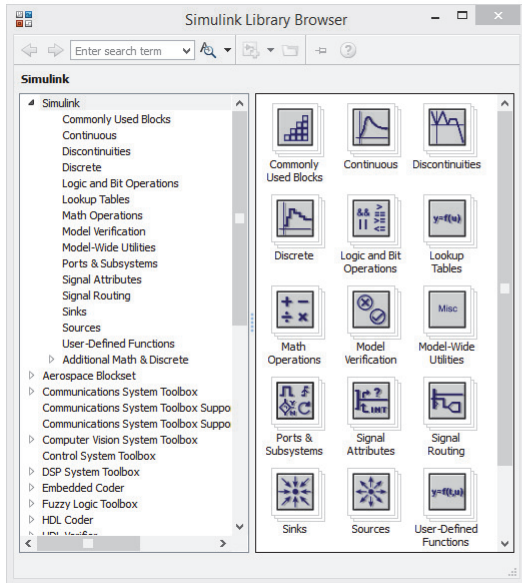 Simulink Library Browser
Enter search term
Simulink
Simulink
Commonly Used Blocks
Continuous
Discontinuities
Discrete
Logic and Bit Operations
Lookup Tables
Math Operations
Model Verification
Model-Wide Utilities
Ports & Subsystems
Signal Attributes
Signal Routing
Sinks
Sources
User-Defined Functions
Additional Math & Discrete
Aerospace Blockset
Communications System Toolbox
Communications System Toolbox Suppo
Communications System Toolbox Suppo
Computer Vision System Toolbox
Control System Toolbox
DSP System Toolbox
Embedded Coder
Fuzzy Logic Toolbox
HDL Coder
HDL Verifier
Commonly
Used Blocks
Continuous
Discontinuities
Discrete
&& >
|| >=
==
<=
Logic and Bit
Operations
y=f(u)
Lookup
Tables
+ −
÷ ×
Math
Operations
Model
Verification
Misc
Model-Wide
Utilities
Ports &
Subsystems
?
INT
Signal
Attributes
Signal
Routing
Sinks
Sources
y=f(t,u)
User-Defined
Functions